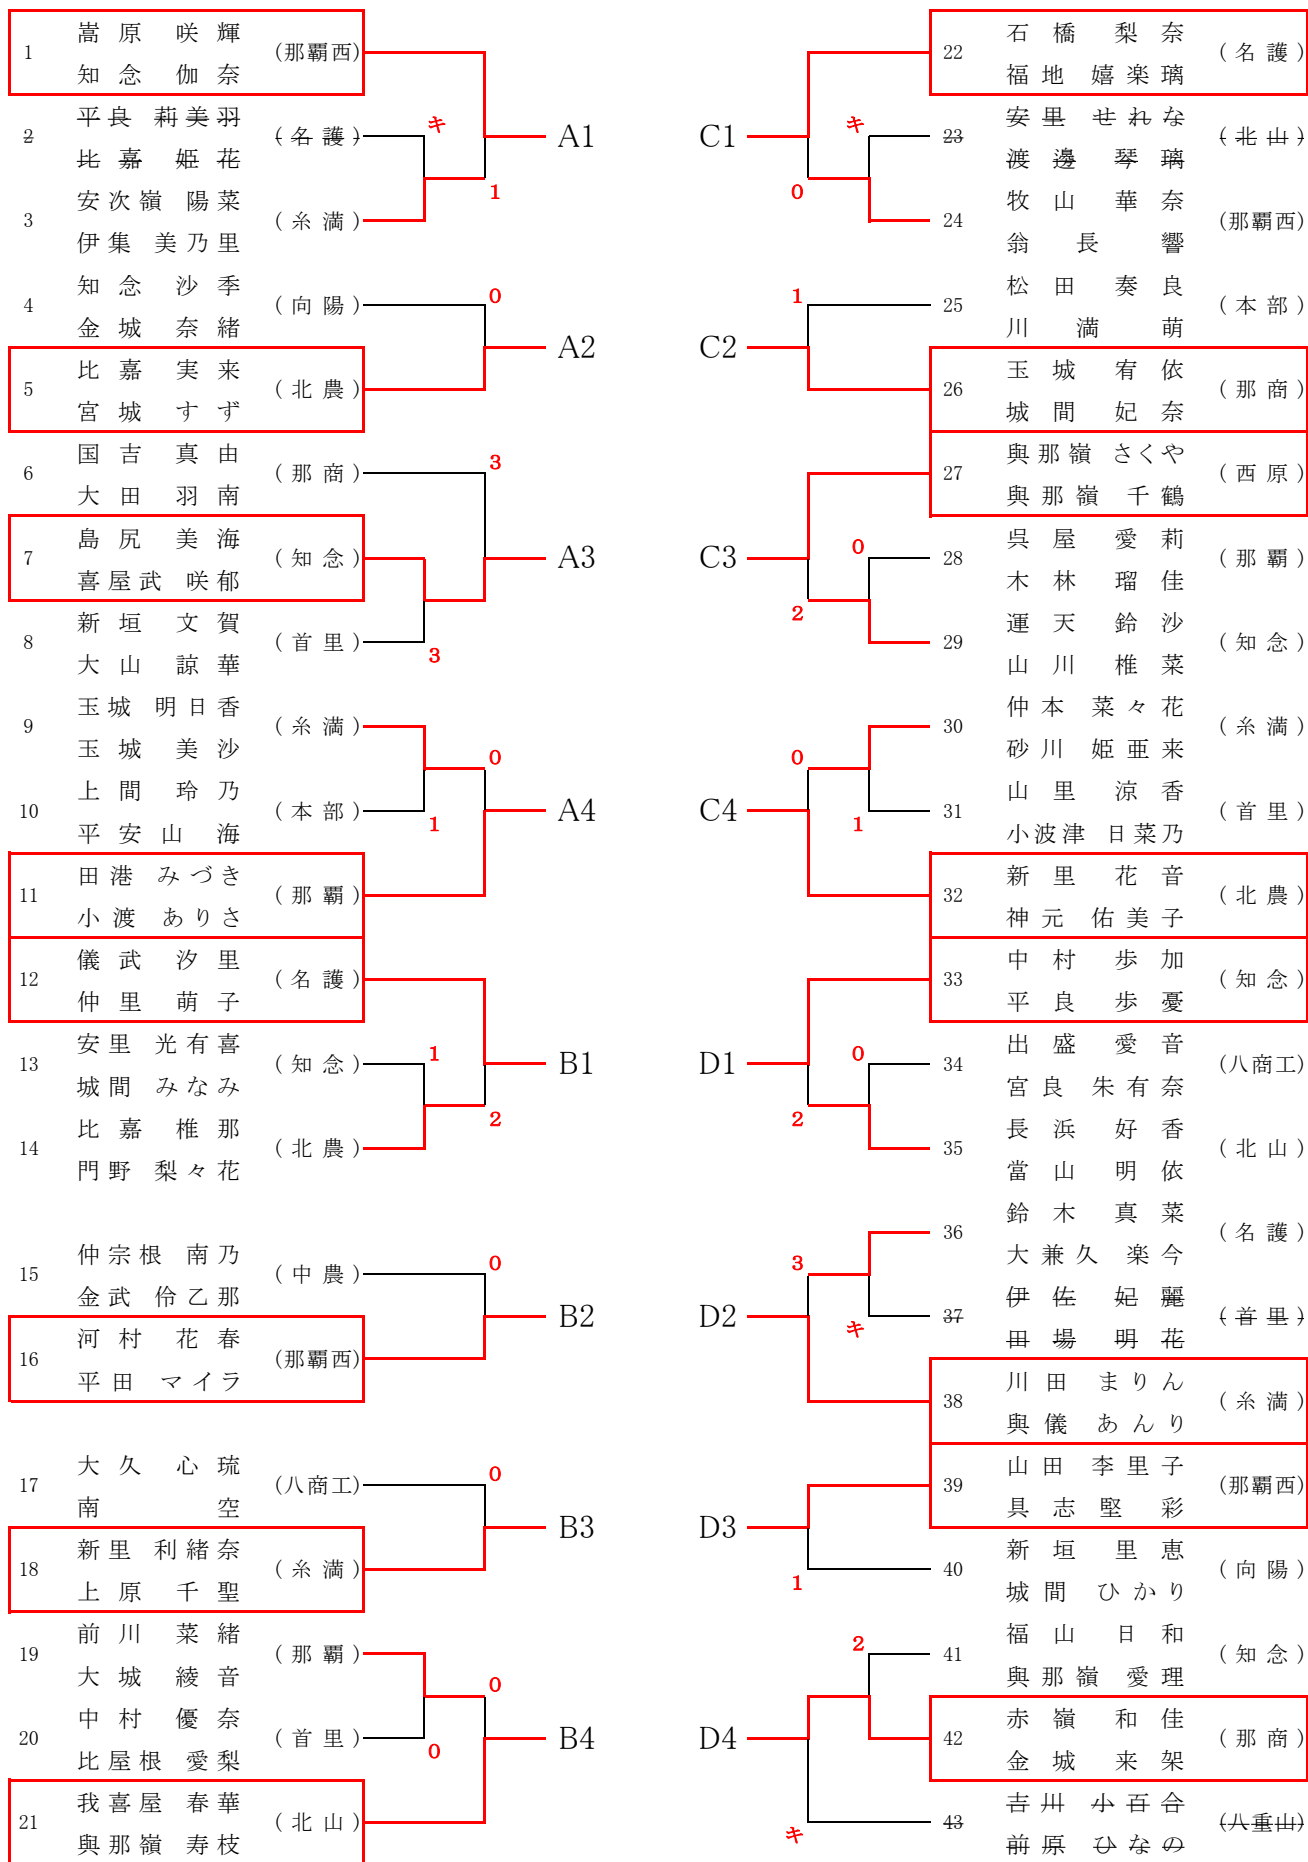 1 嵩原 咲輝 (那覇西)
知念 伽奈
2 平良 莉美羽 (名護)
比嘉 姫花
キ
A1
3 安次嶺 陽菜 (糸満)
伊集 美乃里
1
4 知念 沙季 (向陽)
金城 奈緒
0
A2
5 比嘉 実来 (北農)
宮城 すず
6 国吉 真由 (那商)
大田 羽南
3
7 島尻 美海 (知念)
喜屋武 咲郁
A3
8 新垣 文賀 (首里)
大山 諒華
3
9 玉城 明日香 (糸満)
玉城 美沙
0
10 上間 玲乃 (本部)
平安山 海
1
A4
11 田港 みづき (那覇)
小渡 ありさ
12 儀武 汐里 (名護)
仲里 萌子
13 安里 光有喜 (知念)
城間 みなみ
1
B1
14 比嘉 椎那 (北農)
門野 梨々花
2
15 仲宗根 南乃 (中農)
金武 伶乙那
0
B2
16 河村 花春 (那覇西)
平田 マイラ
17 大久 心琉 (八商工)
南 空
0
B3
18 新里 利緒奈 (糸満)
上原 千聖
19 前川 菜緒 (那覇)
大城 綾音
0
20 中村 優奈 (首里)
比屋根 愛梨
0
B4
21 我喜屋 春華 (北山)
與那嶺 寿枝
22 石橋 梨奈 (名護)
福地 嬉楽璃
C1
キ
23 安里 せれな (北山)
渡邊 琴璃
0
24 牧山 華奈 (那覇西)
翁長 響
1
25 松田 奏良 (本部)
川満 萌
C2
26 玉城 宥依 (那商)
城間 妃奈
27 與那嶺 さくや (西原)
與那嶺 千鶴
C3
0
28 呉屋 愛莉 (那覇)
木林 瑠佳
2
29 運天 鈴沙 (知念)
山川 椎菜
30 仲本 菜々花 (糸満)
砂川 姫亜来
0
C4
1
31 山里 涼香 (首里)
小波津 日菜乃
32 新里 花音 (北農)
神元 佑美子
33 中村 歩加 (知念)
平良 歩憂
D1
0
34 出盛 愛音 (八商工)
宮良 朱有奈
2
35 長浜 好香 (北山)
當山 明依
36 鈴木 真菜 (名護)
大兼久 楽今
3
D2
キ
37 伊佐 妃麗 (首里)
田場 明花
38 川田 まりん (糸満)
與儀 あんり
39 山田 李里子 (那覇西)
具志堅 彩
D3
1
40 新垣 里恵 (向陽)
城間 ひかり
2
41 福山 日和 (知念)
與那嶺 愛理
D4
42 赤嶺 和佳 (那商)
金城 来架
キ
43 吉川 小百合 (八重山)
前原 ひなの